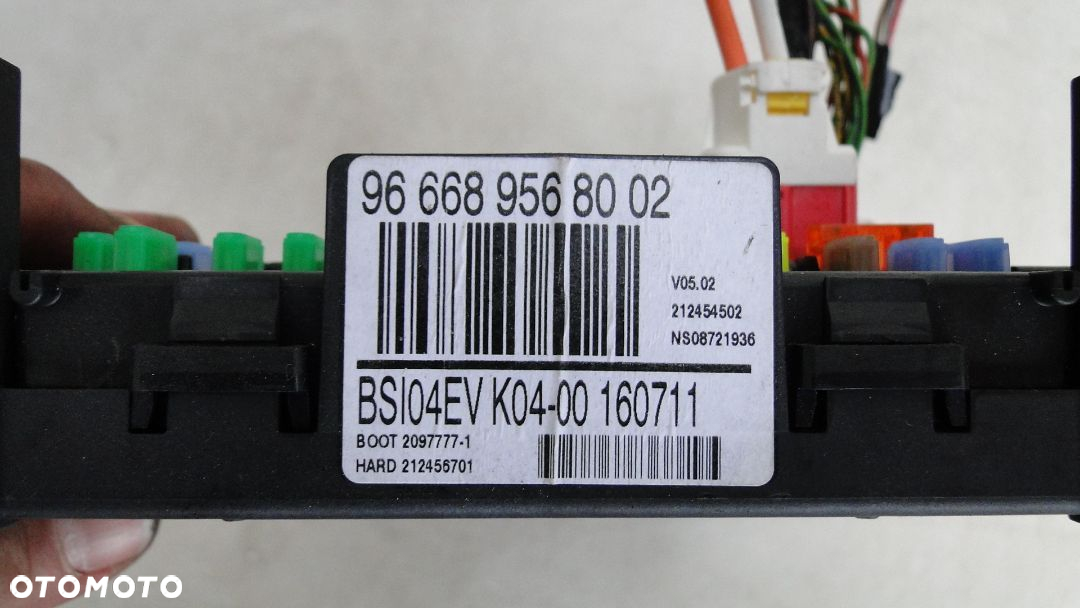 96 668 956 80 02
V05.02
212454502
NS08721936
BSI04EV K04-00 160711
BOOT 2097777-1
HARD 212456701
OTOMOTO